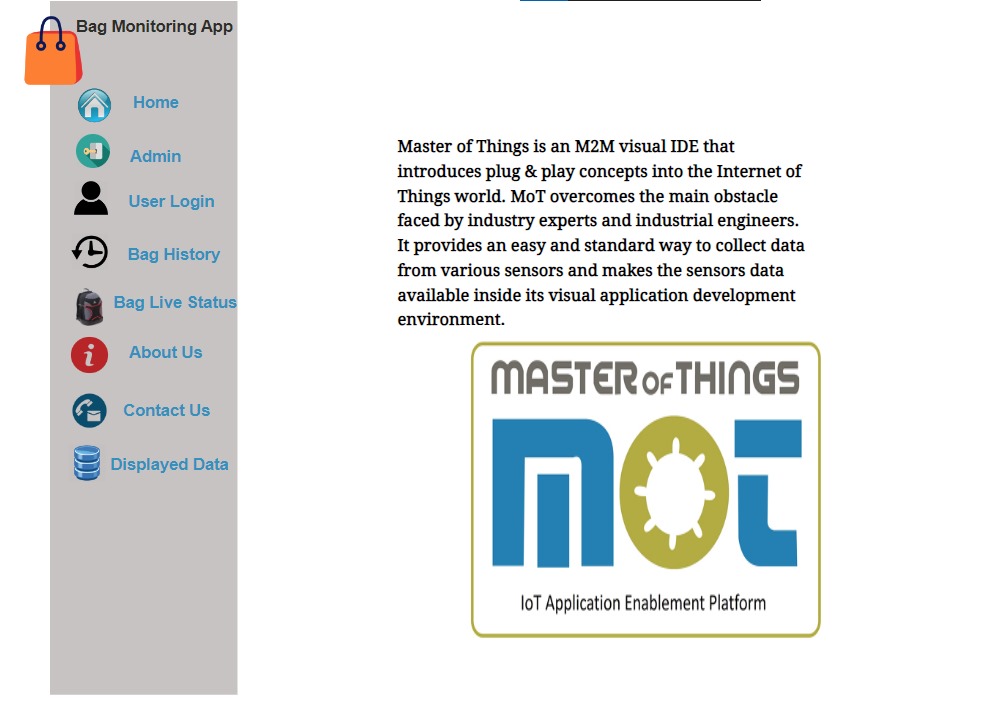 Bag Monitoring App
Home
Admin
User Login
Bag History
Bag Live Status
About Us
Contact Us
Displayed Data
Master of Things is an M2M visual IDE that
introduces plug & play concepts into the Internet of
Things world. MoT overcomes the main obstacle
faced by industry experts and industrial engineers.
It provides an easy and standard way to collect data
from various sensors and makes the sensors data
available inside its visual application development
environment.
MASTER OF THINGS
MOT
IoT Application Enablement Platform